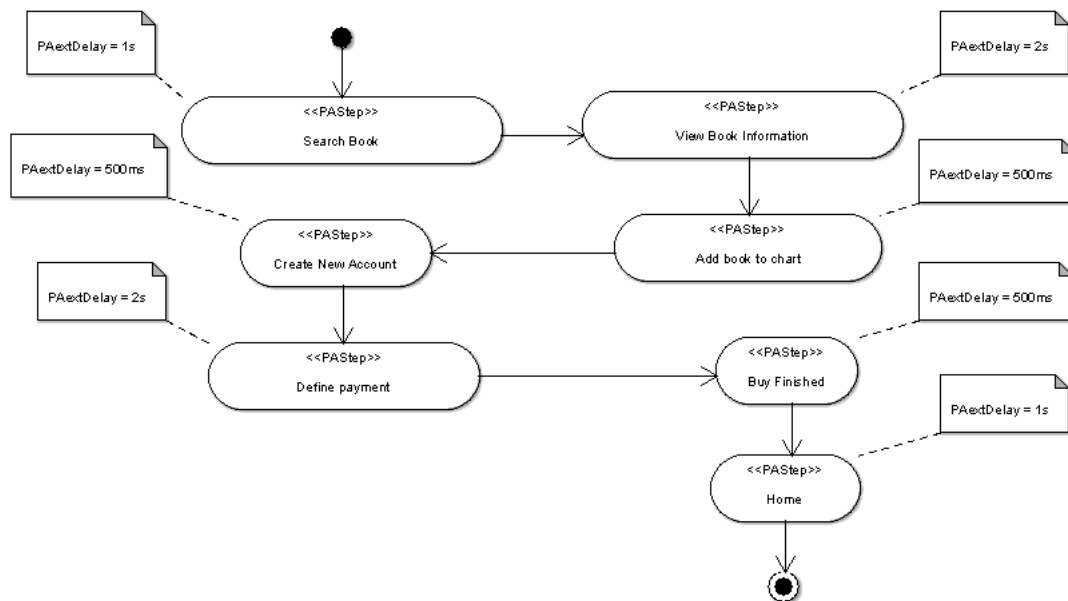 PAextDelay = 1s
PAextDelay = 2s
<<PAStep>>
Search Book
<<PAStep>>
View Book Information
PAextDelay = 500ms
PAextDelay = 500ms
<<PAStep>>
Create New Account
<<PAStep>>
Add book to chart
PAextDelay = 2s
PAextDelay = 500ms
<<PAStep>>
Define payment
<<PAStep>>
Buy Finished
PAextDelay = 1s
<<PAStep>>
Home